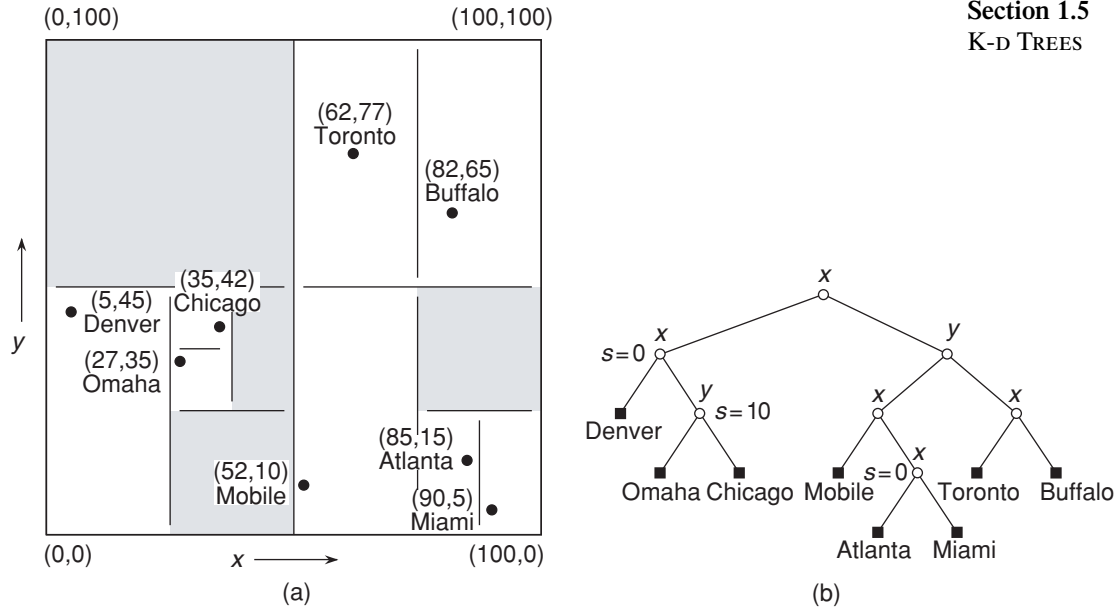 Section 1.5
K-D TREES
(0,100)
(100,100)
(62,77)
Toronto
(82,65)
Buffalo
(35,42)
Chicago
(5,45)
Denver
(27,35)
Omaha
(85,15)
Atlanta
(52,10)
Mobile
(90,5)
Miami
y
(0,0)
x
(100,0)
(a)
x
s=0
x
y
y
s=10
x
x
Denver
s=0
x
Omaha
Chicago
Mobile
Toronto
Buffalo
Atlanta
Miami
(b)